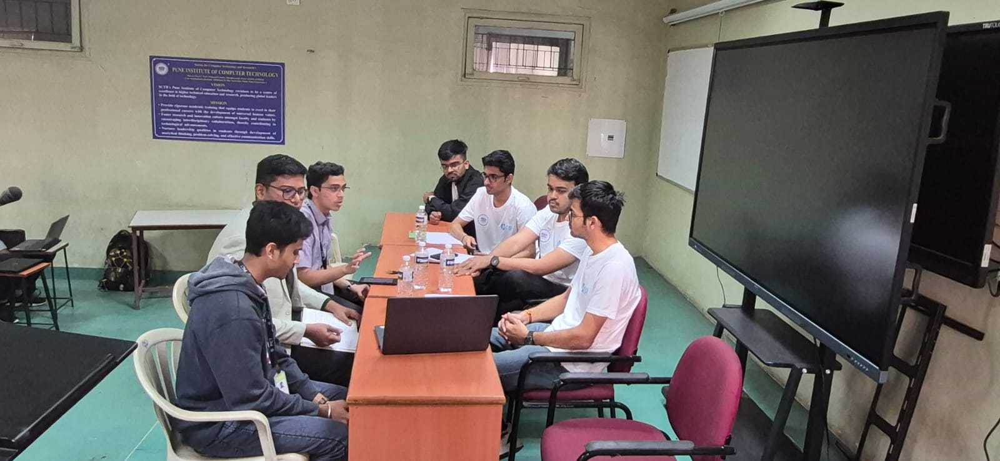 Society for Computer Technology and Research's
PUNE INSTITUTE OF COMPUTER TECHNOLOGY
VISION
SCTR's Pune Institute of Computer Technology envisions to be a centre of
excellence in higher technical education and research, producing global leaders
in the field of technology.
MISSION
• Provide rigorous academic training that equips students to excel in their
professional careers with the development of universal human values.
• Foster research and innovation culture amongst faculty and students by
encouraging interdisciplinary collaborations, thereby contributing to
technological advancements.
• Nurture leadership qualities in students through development of
analytical thinking, problem-solving, and effective communication skills.